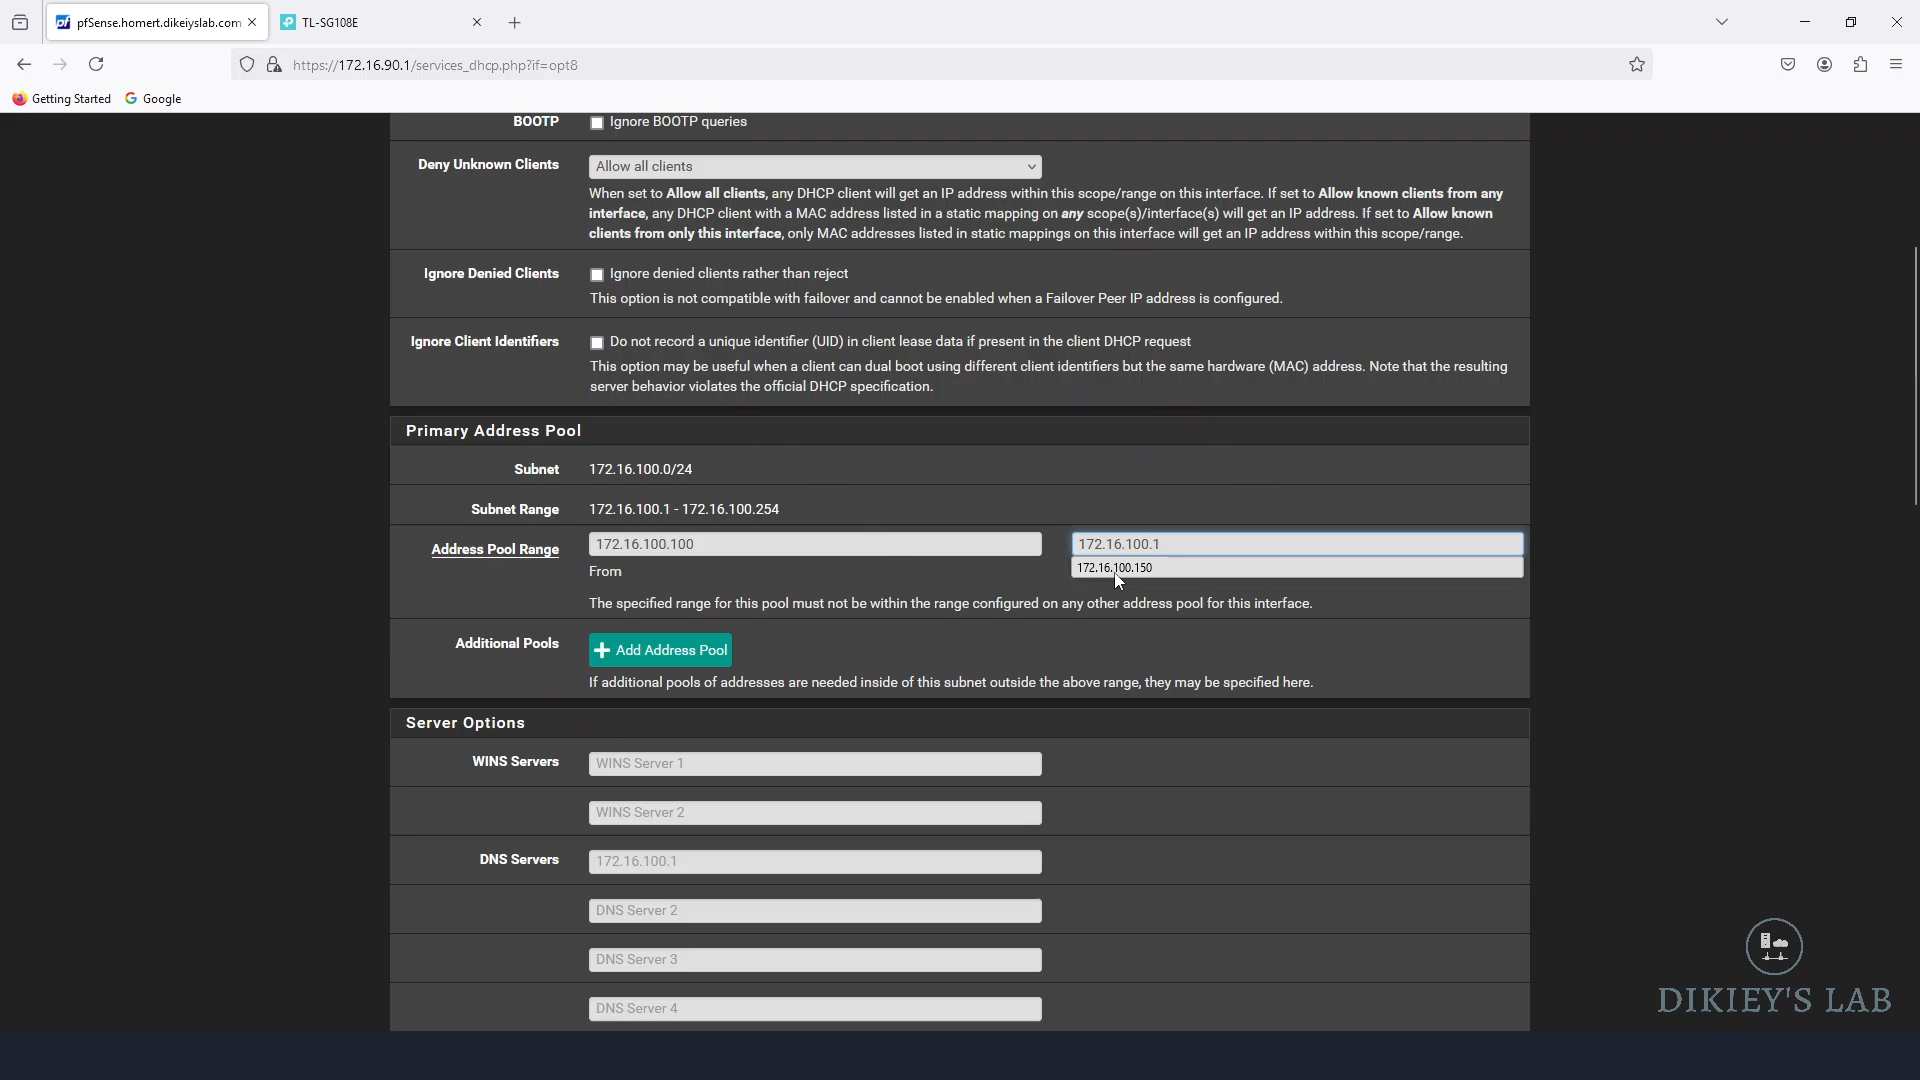 pfSense.homert.dikeiyslab.com
TL-SG108E
https://172.16.90.1/services_dhcp.php?if=opt8
Getting Started
Google
BOOTP
Ignore BOOTP queries
Deny Unknown Clients
Allow all clients
When set to Allow all clients, any DHCP client will get an IP address within this scope/range on this interface. If set to Allow known clients from any
interface, any DHCP client with a MAC address listed in a static mapping on any scope(s)/interface(s) will get an IP address. If set to Allow known
clients from only this interface, only MAC addresses listed in static mappings on this interface will get an IP address within this scope/range.
Ignore Denied Clients
Ignore denied clients rather than reject
This option is not compatible with failover and cannot be enabled when a Failover Peer IP address is configured.
Ignore Client Identifiers
Do not record a unique identifier (UID) in client lease data if present in the client DHCP request
This option may be useful when a client can dual boot using different client identifiers but the same hardware (MAC) address. Note that the resulting
server behavior violates the official DHCP specification.
Primary Address Pool
Subnet
172.16.100.0/24
Subnet Range
172.16.100.1 - 172.16.100.254
Address Pool Range
172.16.100.100
172.16.100.1
From
172.16.100.150
The specified range for this pool must not be within the range configured on any other address pool for this interface.
Additional Pools
Add Address Pool
If additional pools of addresses are needed inside of this subnet outside the above range, they may be specified here.
Server Options
WINS Servers
WINS Server 1
WINS Server 2
DNS Servers
172.16.100.1
DNS Server 2
DNS Server 3
DNS Server 4
DIKIEY'S LAB